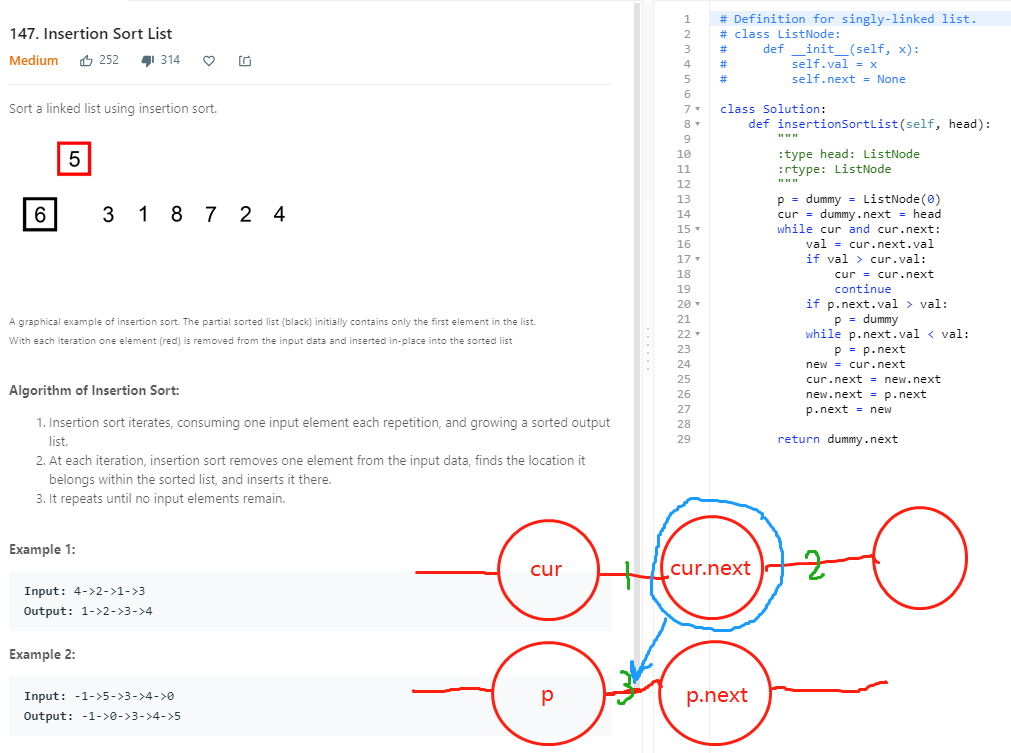 147. Insertion Sort List
Medium 252 314
Sort a linked list using insertion sort.
5
6 3 1 8 7 2 4
A graphical example of insertion sort. The partial sorted list (black) initially contains only the first element in the list.
With each iteration one element (red) is removed from the input data and inserted in-place into the sorted list
Algorithm of Insertion Sort:
1. Insertion sort iterates, consuming one input element each repetition, and growing a sorted output
list.
2. At each iteration, insertion sort removes one element from the input data, finds the location it
belongs within the sorted list, and inserts it there.
3. It repeats until no input elements remain.
Example 1:
Input: 4->2->1->3
Output: 1->2->3->4
Example 2:
Input: -1->5->3->4->0
Output: -1->0->3->4->5
1 # Definition for singly-linked list.
2 # class ListNode:
3 #     def __init__(self, x):
4 #         self.val = x
5 #         self.next = None
6
7 class Solution:
8     def insertionSortList(self, head):
9         """
10         :type head: ListNode
11         :rtype: ListNode
12         """
13         p = dummy = ListNode(0)
14         cur = dummy.next = head
15         while cur and cur.next:
16             val = cur.next.val
17             if val > cur.val:
18                 cur = cur.next
19                 continue
20             if p.next.val > val:
21                 p = dummy
22             while p.next.val < val:
23                 p = p.next
24             new = cur.next
25             cur.next = new.next
26             new.next = p.next
27             p.next = new
28
29         return dummy.next
cur 1 cur.next 2
p 3 p.next